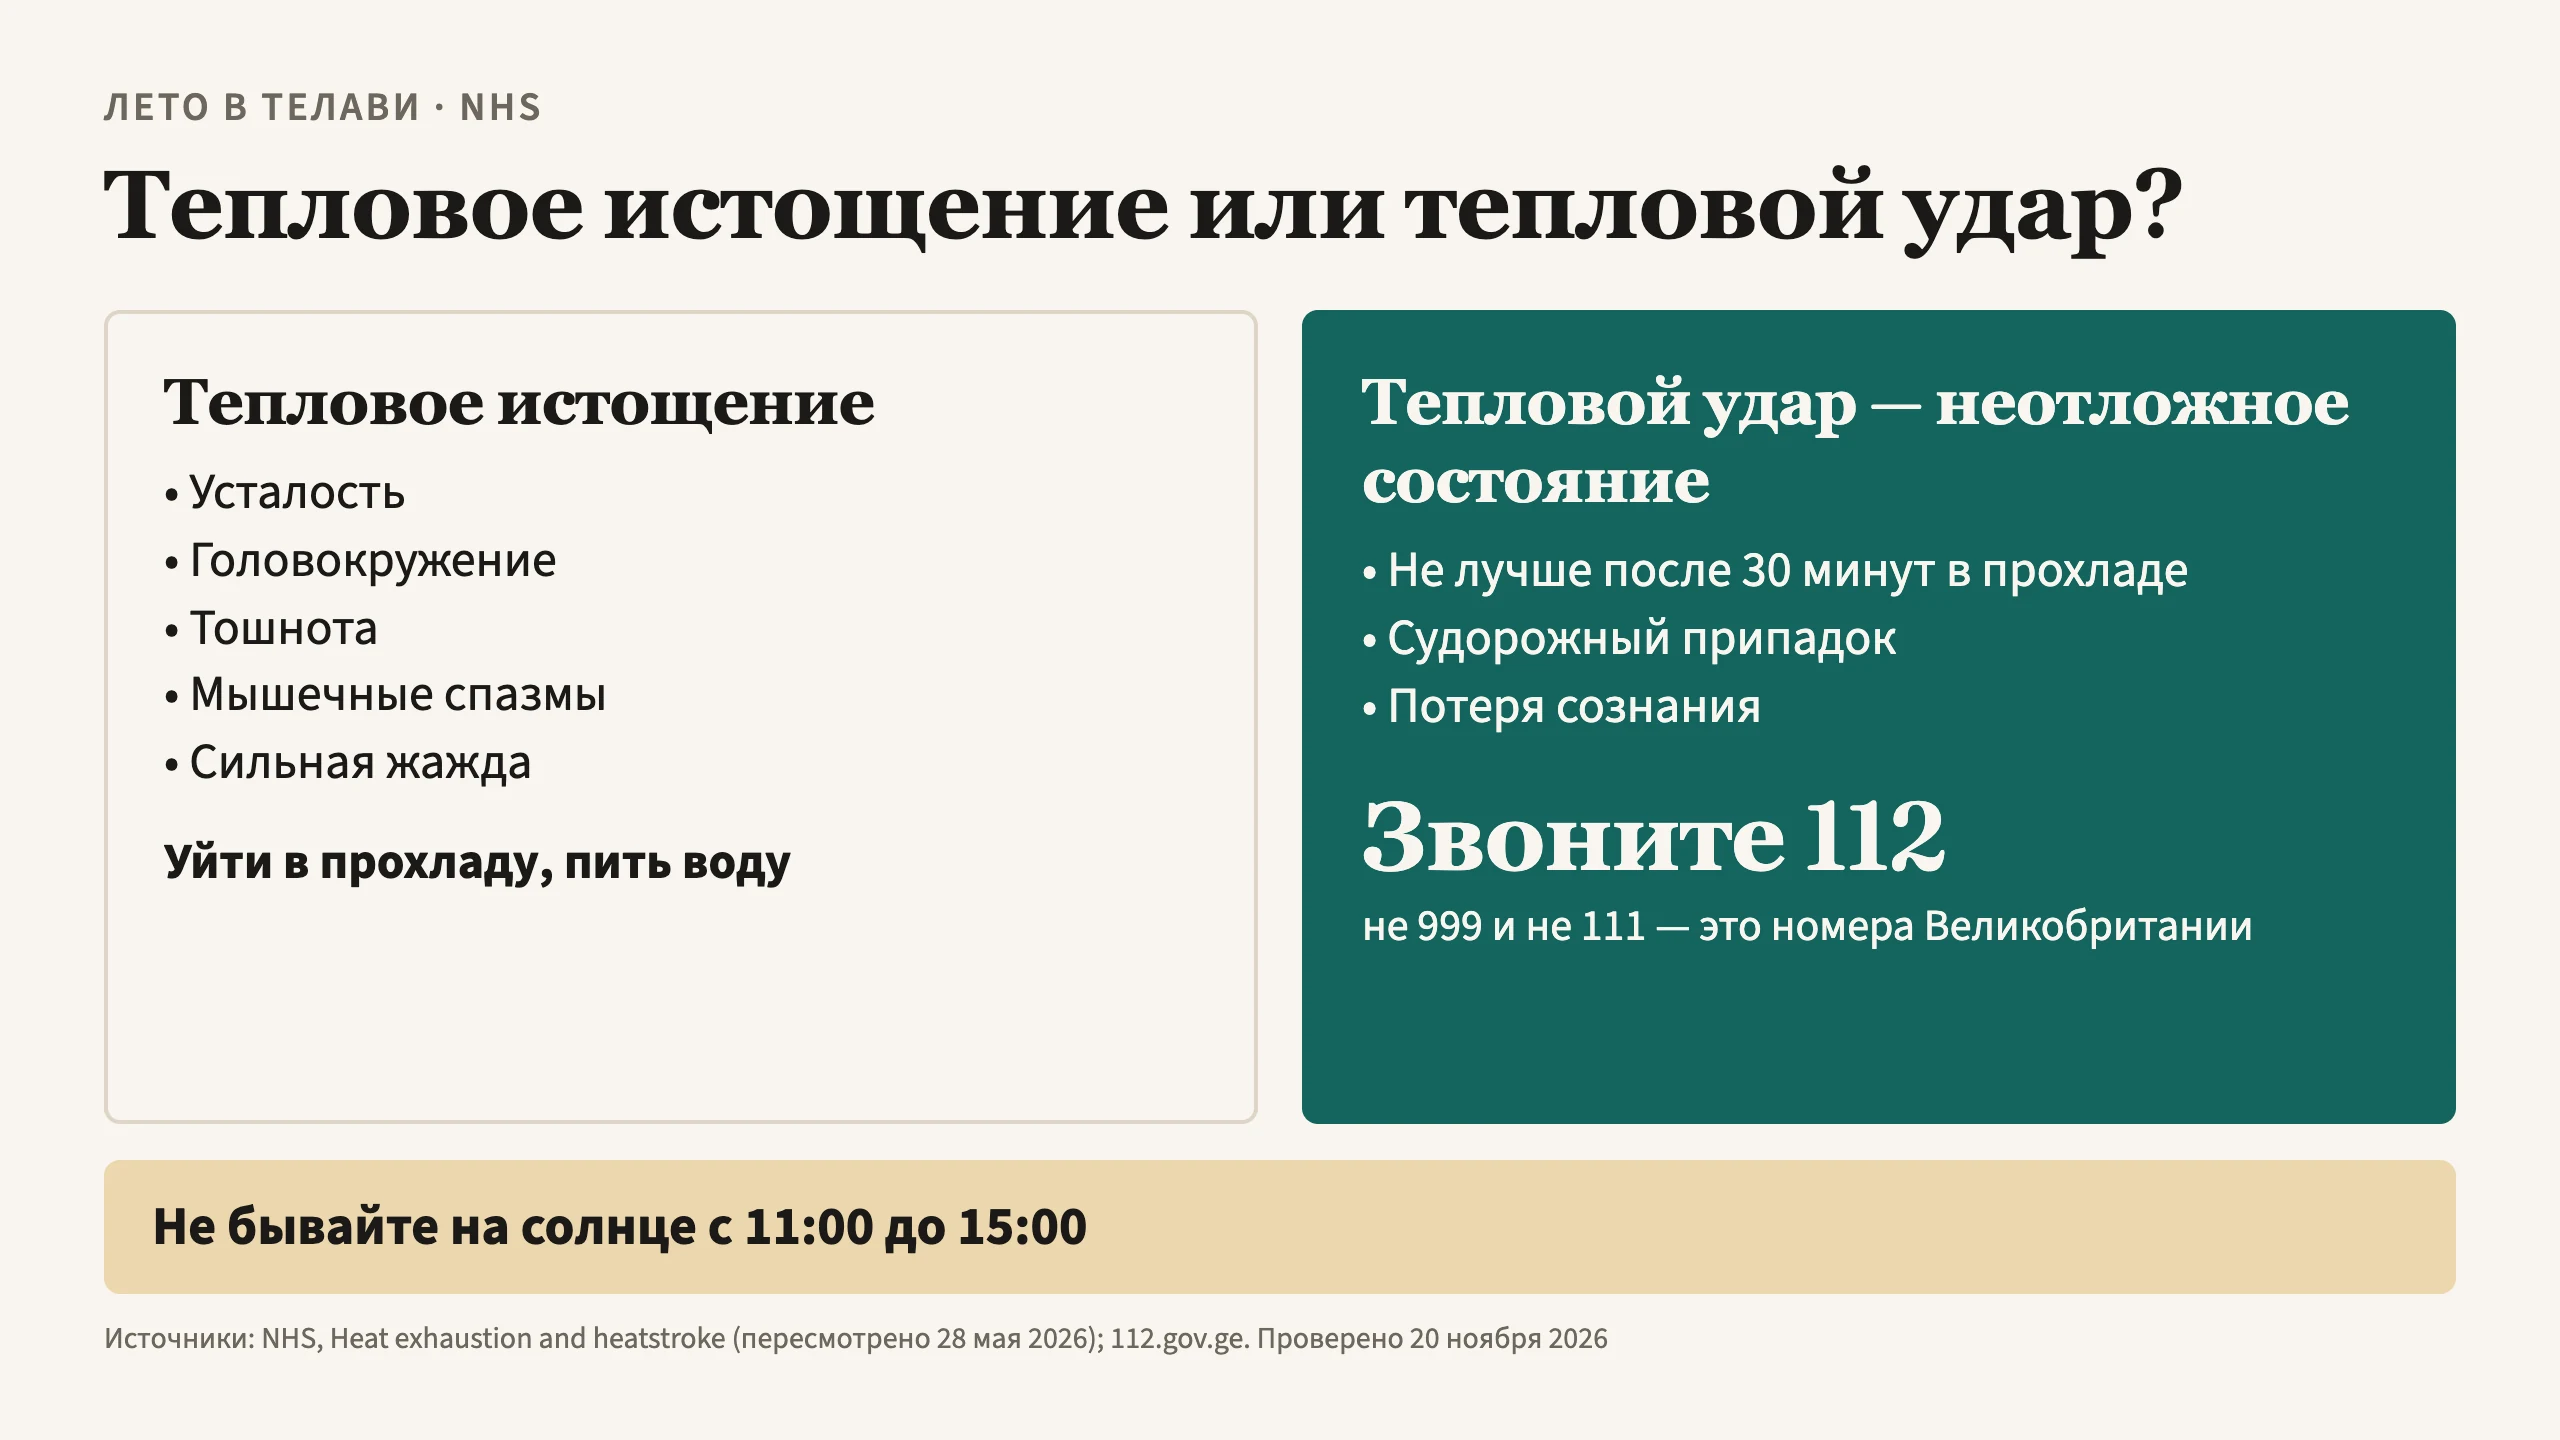 ЛЕТО В ТЕЛАВИ · NHS
Тепловое истощение или тепловой удар?
Тепловое истощение
• Усталость
• Головокружение
• Тошнота
• Мышечные спазмы
• Сильная жажда
Уйти в прохладу, пить воду
Тепловой удар — неотложное
состояние
• Не лучше после 30 минут в прохладе
• Судорожный припадок
• Потеря сознания
Звоните 112
не 999 и не 111 — это номера Великобритании
Не бывайте на солнце с 11:00 до 15:00
Источники: NHS, Heat exhaustion and heatstroke (пересмотрено 28 мая 2026); 112.gov.ge. Проверено 20 ноября 2026